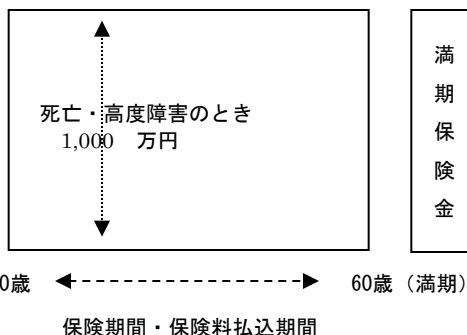 死亡・高度障害のとき
1,000 万円
満期保険金
0歳
60歳(満期)
保険期間・保険料払込期間